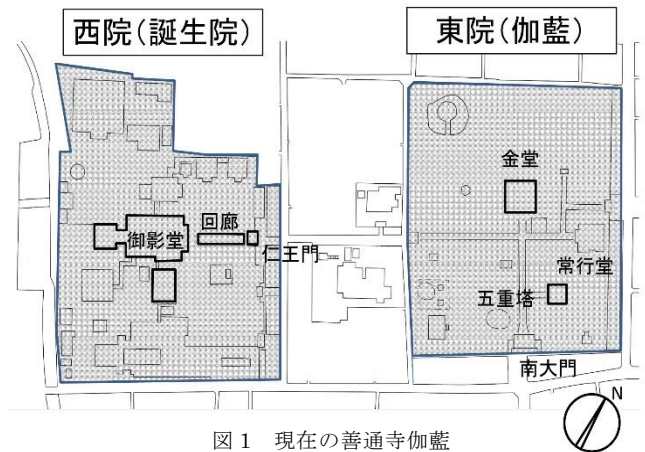 西院(誕生院)
東院(伽藍)
金堂
回廊
御影堂
仁王門
常行堂
五重塔
南大門
N
図1 現在の善通寺伽藍